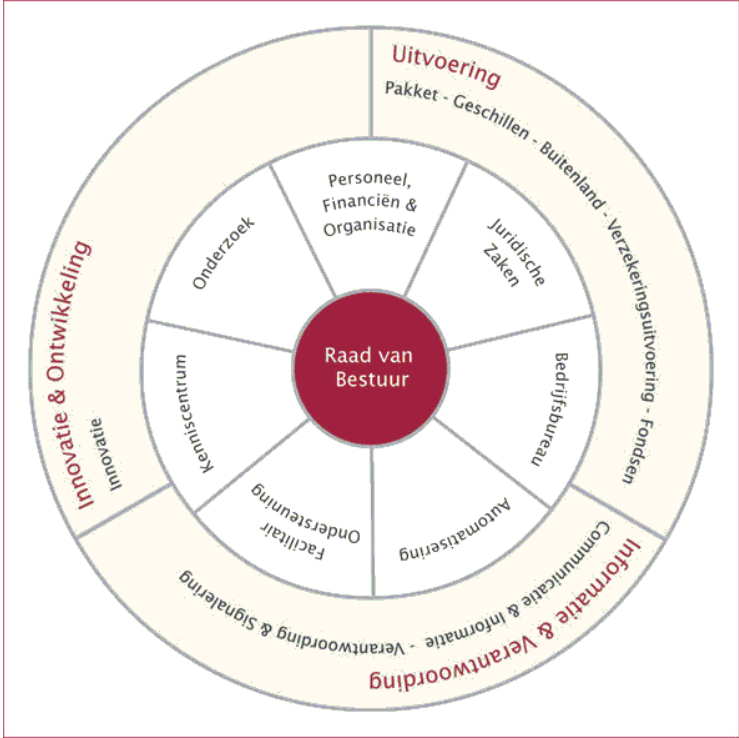 Uitvoering
Pakket - Geschillen - Buitenland - Verzekeringsuitvoering - Fondsen
Informatie & Verantwoording
Communicatie & Informatie - Verantwoording & Signalering
Innovatie & Ontwikkeling
Innovatie
Personeel,
Financiën &
Organisatie
Juridische
Zaken
Bedrijfsbureau
Automatisering
Facilitair
Ondersteuning
Kenniscentrum
Onderzoek
Raad van
Bestuur